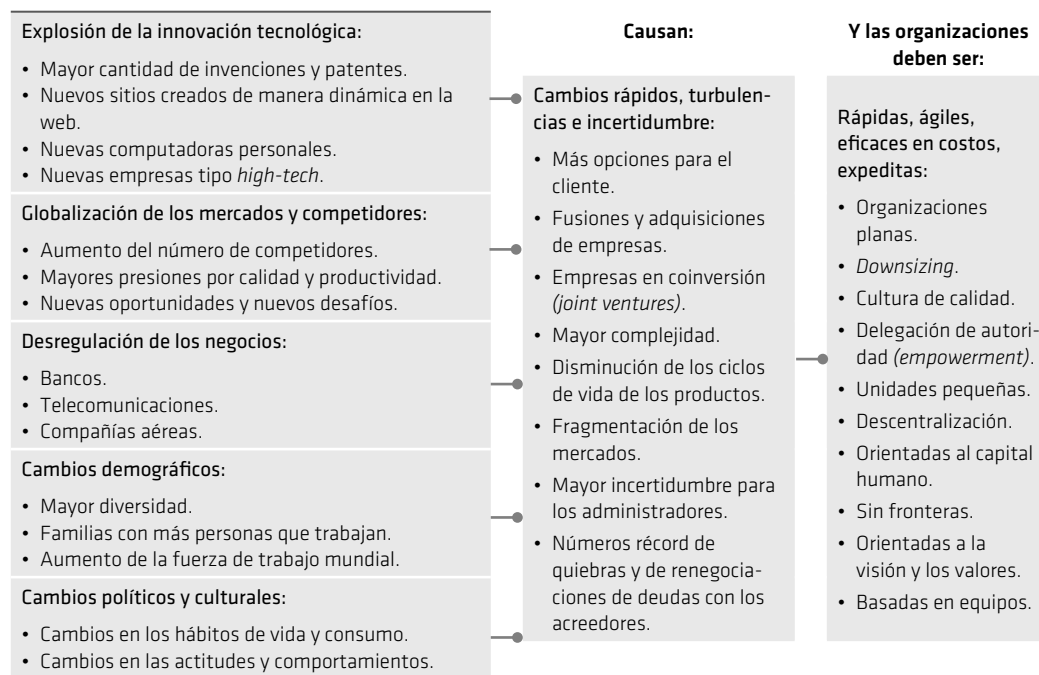 Explosión de la innovación tecnológica:
• Mayor cantidad de invenciones y patentes.
• Nuevos sitios creados de manera dinámica en la
web.
• Nuevas computadoras personales.
• Nuevas empresas tipo high-tech.
Globalización de los mercados y competidores:
• Aumento del número de competidores.
• Mayores presiones por calidad y productividad.
• Nuevas oportunidades y nuevos desafíos.
Desregulación de los negocios:
• Bancos.
• Telecomunicaciones.
• Compañías aéreas.
Cambios demográficos:
• Mayor diversidad.
• Familias con más personas que trabajan.
• Aumento de la fuerza de trabajo mundial.
Cambios políticos y culturales:
• Cambios en los hábitos de vida y consumo.
• Cambios en las actitudes y comportamientos.
Causan:
Cambios rápidos, turbulen-
cias e incertidumbre:
• Más opciones para el
cliente.
• Fusiones y adquisiciones
de empresas.
• Empresas en coinversión
(joint ventures).
• Mayor complejidad.
• Disminución de los ciclos
de vida de los productos.
• Fragmentación de los
mercados.
• Mayor incertidumbre para
los administradores.
• Números récord de
quiebras y de renegocia-
ciones de deudas con los
acreedores.
Y las organizaciones
deben ser:
Rápidas, ágiles,
eficaces en costos,
expeditas:
• Organizaciones
planas.
• Downsizing.
• Cultura de calidad.
• Delegación de autori-
dad (empowerment).
• Unidades pequeñas.
• Descentralización.
• Orientadas al capital
humano.
• Sin fronteras.
• Orientadas a la
visión y los valores.
• Basadas en equipos.